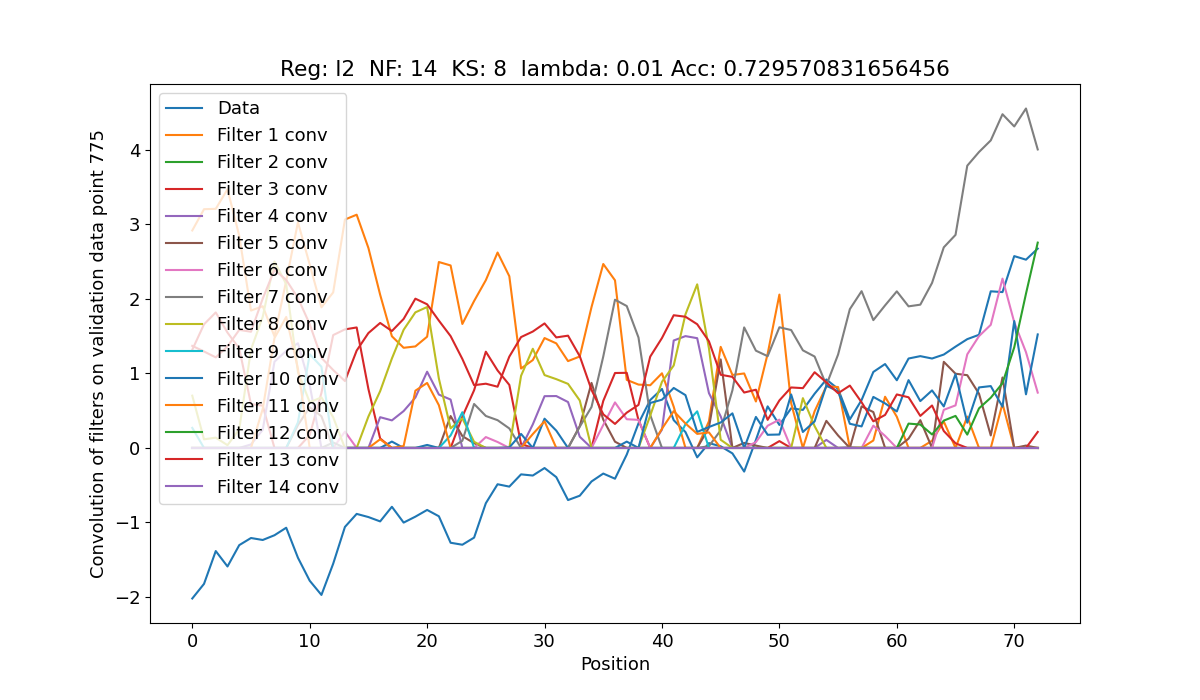 Reg: l2  NF: 14  KS: 8  lambda: 0.01 Acc: 0.729570831656456
Convolution of filters on validation data point 775
4
3
2
1
0
−1
−2
Data
Filter 1 conv
Filter 2 conv
Filter 3 conv
Filter 4 conv
Filter 5 conv
Filter 6 conv
Filter 7 conv
Filter 8 conv
Filter 9 conv
Filter 10 conv
Filter 11 conv
Filter 12 conv
Filter 13 conv
Filter 14 conv
0 10 20 30 40 50 60 70
Position